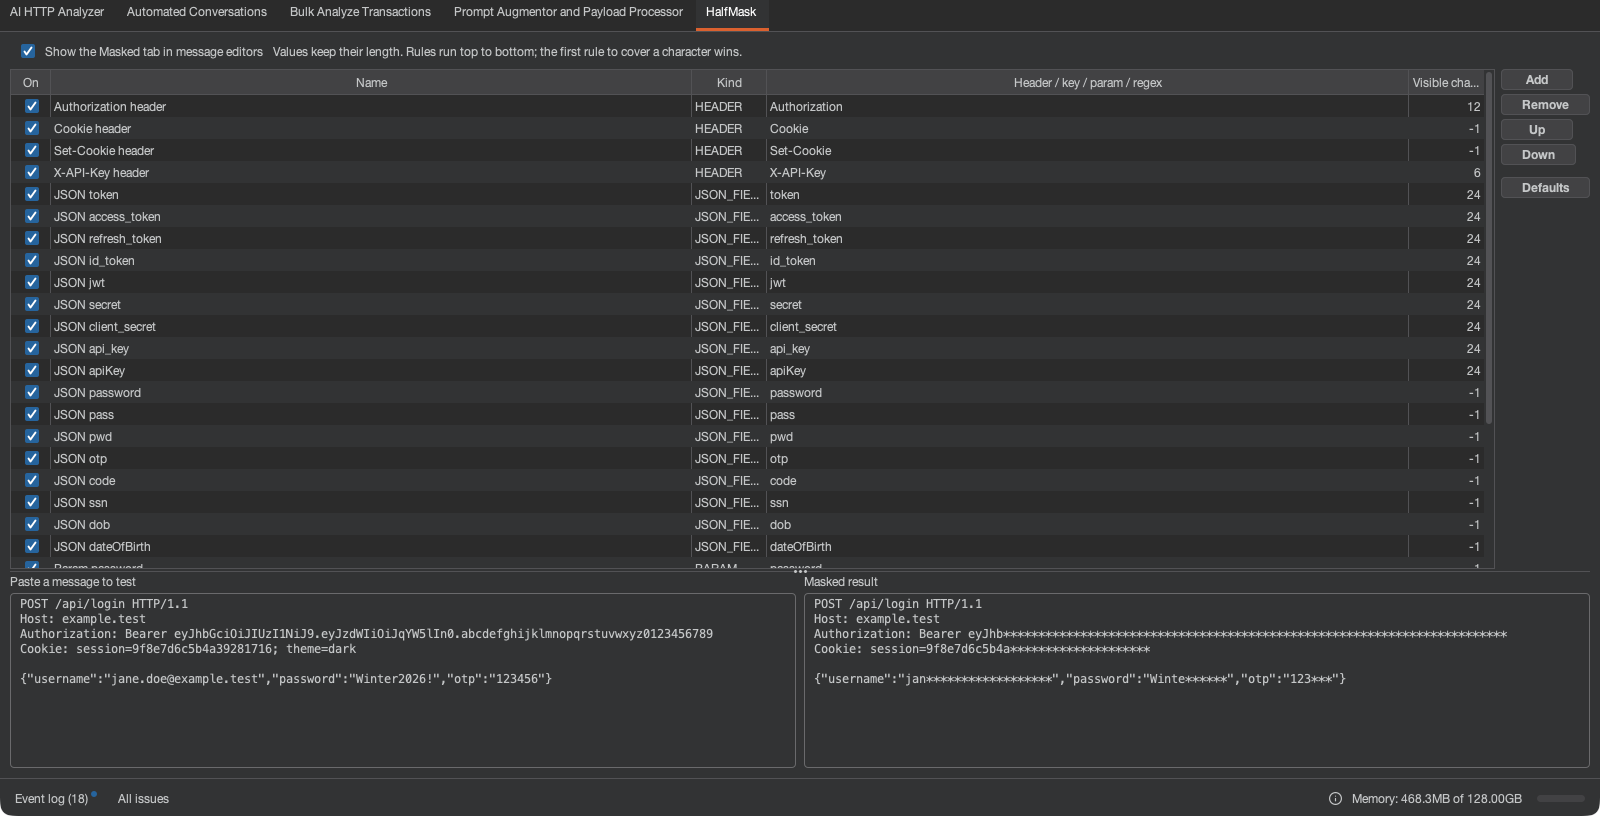 AI HTTP Analyzer Automated Conversations Bulk Analyze Transactions Prompt Augmentor and Payload Processor HalfMask
Show the Masked tab in message editors Values keep their length. Rules run top to bottom; the first rule to cover a character wins.
On Name Kind Header / key / param / regex Visible cha...
Authorization header HEADER Authorization 12
Cookie header HEADER Cookie -1
Set-Cookie header HEADER Set-Cookie -1
X-API-Key header HEADER X-API-Key 6
JSON token JSON_FIE... token 24
JSON access_token JSON_FIE... access_token 24
JSON refresh_token JSON_FIE... refresh_token 24
JSON id_token JSON_FIE... id_token 24
JSON jwt JSON_FIE... jwt 24
JSON secret JSON_FIE... secret 24
JSON client_secret JSON_FIE... client_secret 24
JSON api_key JSON_FIE... api_key 24
JSON apiKey JSON_FIE... apiKey 24
JSON password JSON_FIE... password -1
JSON pass JSON_FIE... pass -1
JSON pwd JSON_FIE... pwd -1
JSON otp JSON_FIE... otp -1
JSON code JSON_FIE... code -1
JSON ssn JSON_FIE... ssn -1
JSON dob JSON_FIE... dob -1
JSON dateOfBirth JSON_FIE... dateOfBirth -1
Param password PARAM password -1
Add
Remove
Up
Down
Defaults
Paste a message to test
POST /api/login HTTP/1.1
Host: example.test
Authorization: Bearer eyJhbGciOiJIUzI1NiJ9.eyJzdWIiOiJqYW5lIn0.abcdefghijklmnopqrstuvwxyz0123456789
Cookie: session=9f8e7d6c5b4a39281716; theme=dark
{"username":"jane.doe@example.test","password":"Winter2026!","otp":"123456"}
Masked result
POST /api/login HTTP/1.1
Host: example.test
Authorization: Bearer eyJhb************************************************************************
Cookie: session=9f8e7d6c5b4a********************
{"username":"jan******************","password":"Winte******","otp":"123***"}
Event log (18) All issues
Memory: 468.3MB of 128.00GB